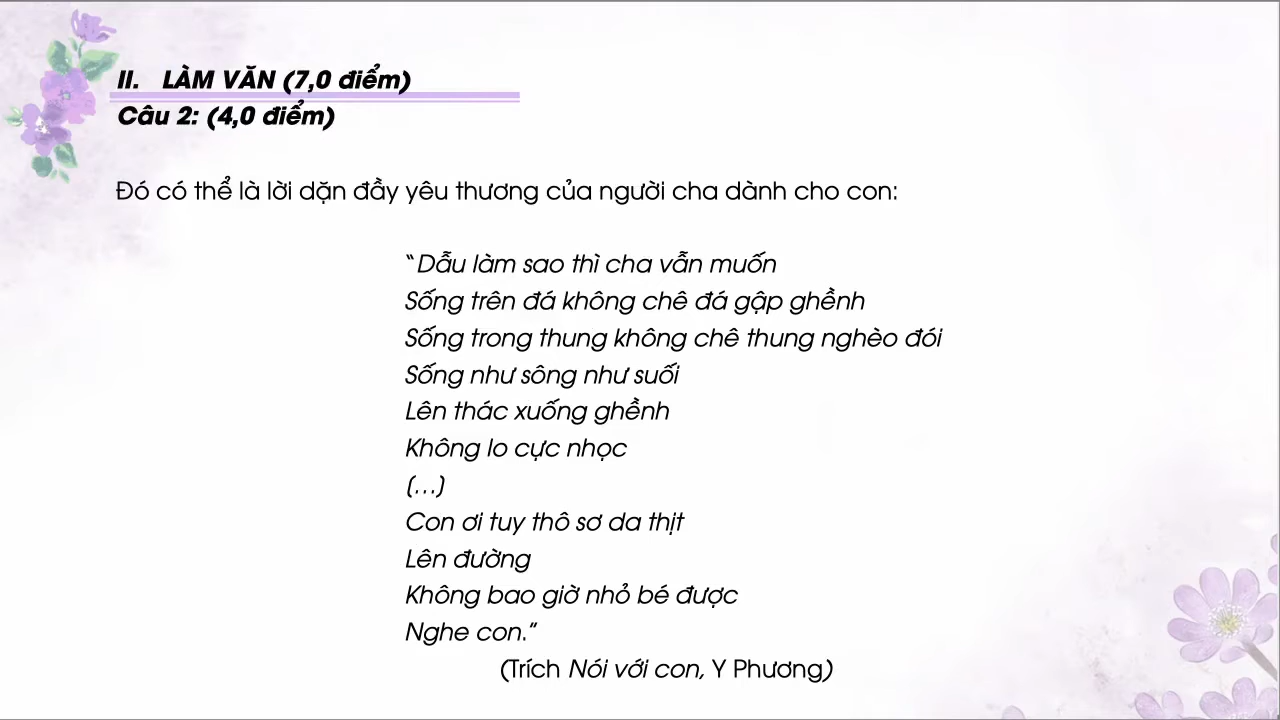 II. LÀM VĂN (7,0 điểm)
Câu 2: (4,0 điểm)
Đó có thể là lời dặn đầy yêu thương của người cha dành cho con:
“Dẫu làm sao thì cha vẫn muốn
Sống trên đá không chê đá gập ghềnh
Sống trong thung không chê thung nghèo đói
Sống như sông như suối
Lên thác xuống ghềnh
Không lo cực nhọc
(…)
Con ơi tuy thô sơ da thịt
Lên đường
Không bao giờ nhỏ bé được
Nghe con.”
(Trích Nói với con, Y Phương)